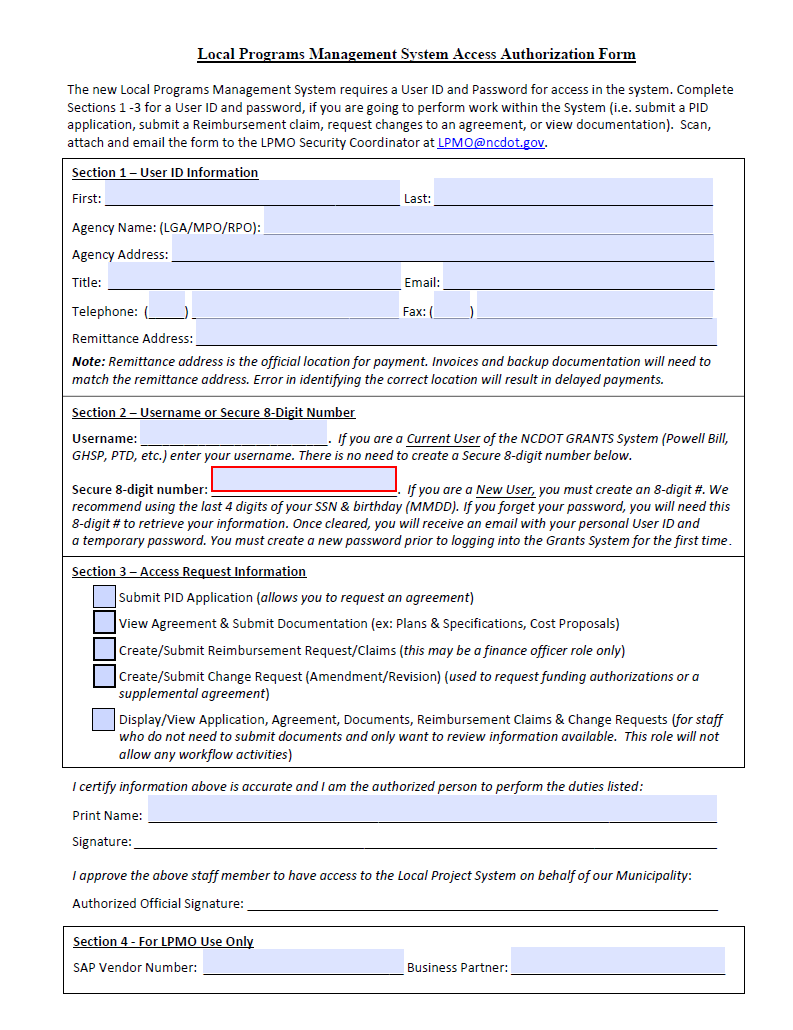 Local Programs Management System Access Authorization Form
The new Local Programs Management System requires a User ID and Password for access in the system. Complete
Sections 1 -3 for a User ID and password, if you are going to perform work within the System (i.e. submit a PID
application, submit a Reimbursement claim, request changes to an agreement, or view documentation). Scan,
attach and email the form to the LPMO Security Coordinator at LPMO@ncdot.gov.
Section 1 – User ID Information
First: Last:
Agency Name: (LGA/MPO/RPO):
Agency Address:
Title: Email:
Telephone: ( ) Fax: ( )
Remittance Address:
Note: Remittance address is the official location for payment. Invoices and backup documentation will need to
match the remittance address. Error in identifying the correct location will result in delayed payments.
Section 2 – Username or Secure 8-Digit Number
Username: . If you are a Current User of the NCDOT GRANTS System (Powell Bill,
GHSP, PTD, etc.) enter your username. There is no need to create a Secure 8-digit number below.
Secure 8-digit number: . If you are a New User, you must create an 8-digit #. We
recommend using the last 4 digits of your SSN & birthday (MMDD). If you forget your password, you will need this
8-digit # to retrieve your information. Once cleared, you will receive an email with your personal User ID and
a temporary password. You must create a new password prior to logging into the Grants System for the first time.
Section 3 – Access Request Information
Submit PID Application (allows you to request an agreement)
View Agreement & Submit Documentation (ex: Plans & Specifications, Cost Proposals)
Create/Submit Reimbursement Request/Claims (this may be a finance officer role only)
Create/Submit Change Request (Amendment/Revision) (used to request funding authorizations or a
supplemental agreement)
Display/View Application, Agreement, Documents, Reimbursement Claims & Change Requests (for staff
who do not need to submit documents and only want to review information available. This role will not
allow any workflow activities)
I certify information above is accurate and I am the authorized person to perform the duties listed:
Print Name:
Signature:
I approve the above staff member to have access to the Local Project System on behalf of our Municipality:
Authorized Official Signature:
Section 4 - For LPMO Use Only
SAP Vendor Number: Business Partner: